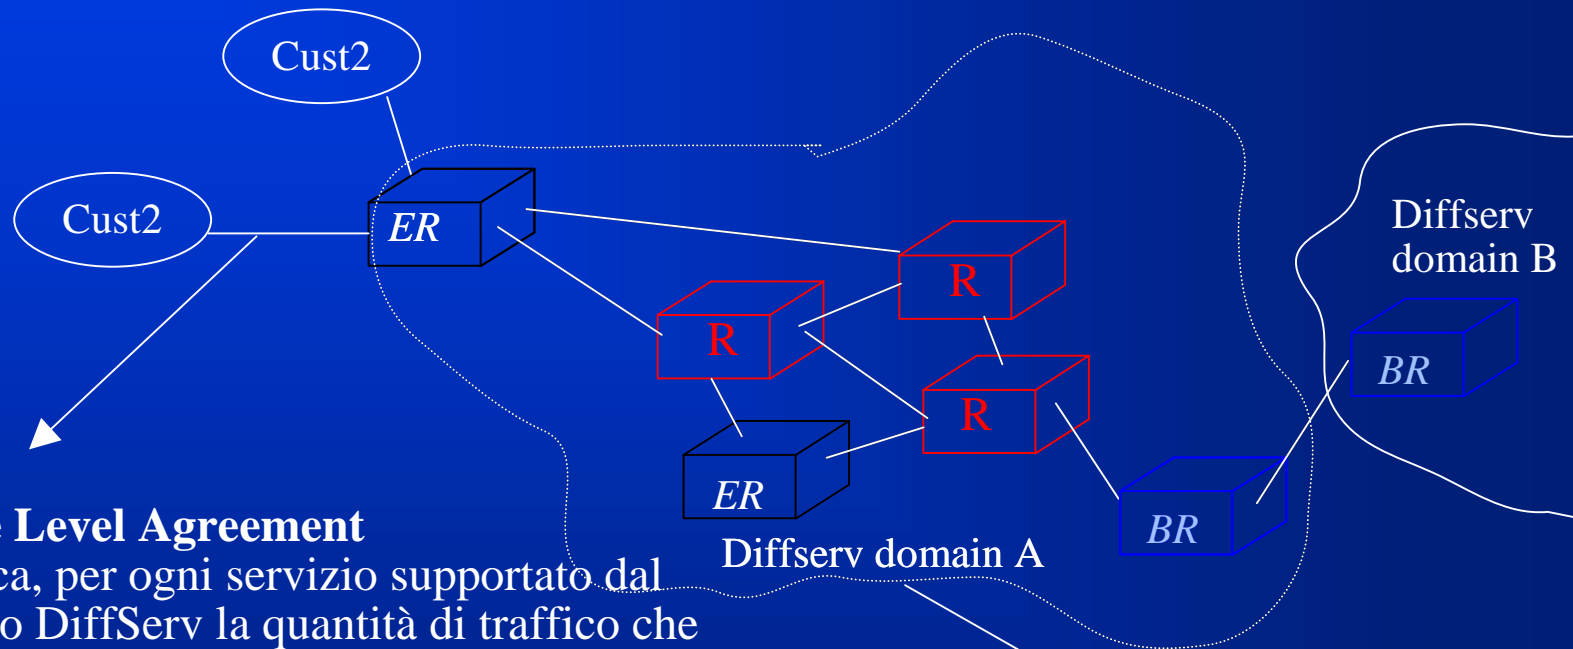 Cust2
Cust2
ER
R
R
R
ER
BR
BR
Diffserv
domain B
Diffserv domain A
e Level Agreement
ca, per ogni servizio supportato dal
o DiffServ la quantità di traffico che